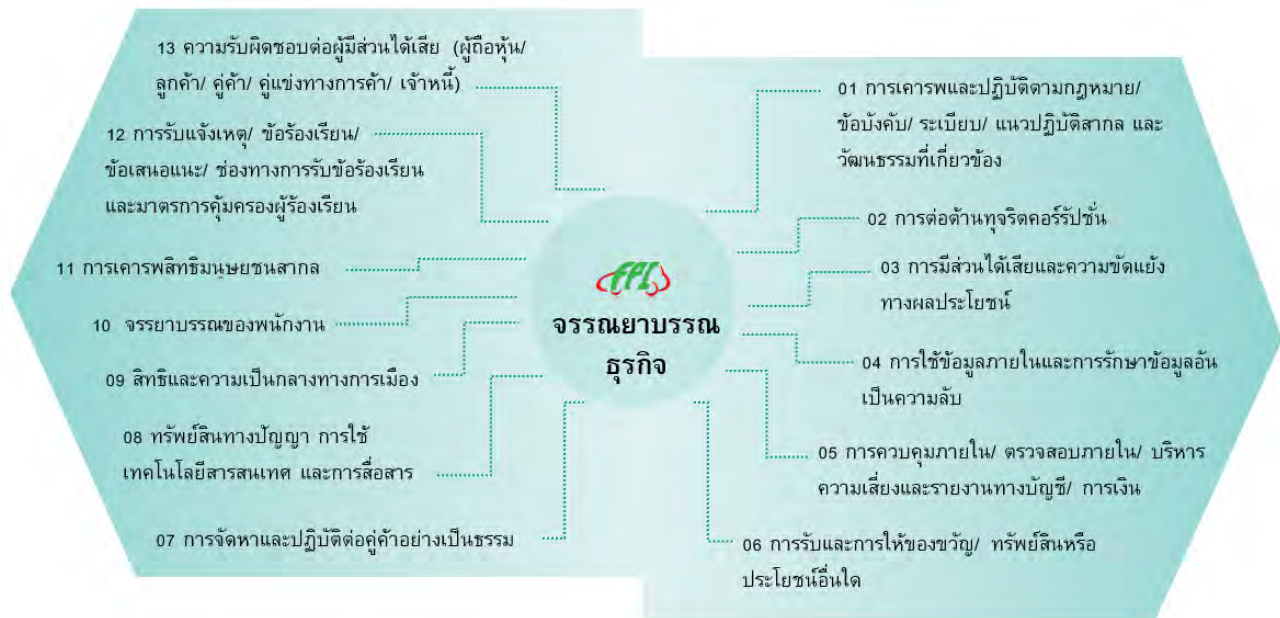 13 ความรับผิดชอบต่อผู้มีส่วนได้เสีย (ผู้ถือหุ้น/
ลูกค้า/ คู่ค้า/ คู่แข่งทางการค้า/ เจ้าหนี้)
12 การรับแจ้งเหตุ/ ข้อร้องเรียน/
ข้อเสนอแนะ/ ช่องทางการรับข้อร้องเรียน
และมาตรการคุ้มครองผู้ร้องเรียน
11 การเคารพสิทธิมนุษยชนสากล
10 จรรยาบรรณของพนักงาน
09 สิทธิและความเป็นกลางทางการเมือง
08 ทรัพย์สินทางปัญญา การใช้
เทคโนโลยีสารสนเทศ และการสื่อสาร
07 การจัดหาและปฏิบัติต่อคู่ค้าอย่างเป็นธรรม
FPI
จรรณยาบรรณ
ธุรกิจ
01 การเคารพและปฏิบัติตามกฎหมาย/
ข้อบังคับ/ ระเบียบ/ แนวปฏิบัติสากล และ
วัฒนธรรมที่เกี่ยวข้อง
02 การต่อต้านทุจริตคอร์รัปชั่น
03 การมีส่วนได้เสียและความขัดแย้ง
ทางผลประโยชน์
04 การใช้ข้อมูลภายในและการรักษาข้อมูลอัน
เป็นความลับ
05 การควบคุมภายใน/ ตรวจสอบภายใน/ บริหาร
ความเสี่ยงและรายงานทางบัญชี/ การเงิน
06 การรับและการให้ของขวัญ/ ทรัพย์สินหรือ
ประโยชน์อื่นใด